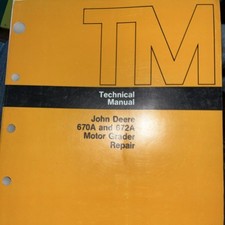 TM
Technical
Manual
John Deere
670A and 672A
Motor Grader
Repair